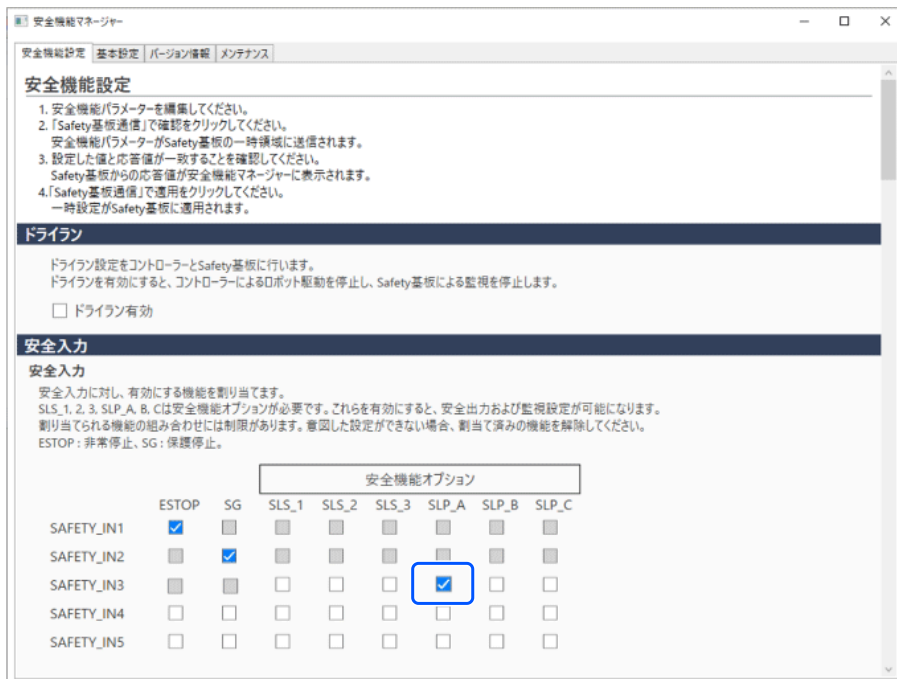 安全機能マネージャー
安全機能設定 基本設定 バージョン情報 メンテナンス
安全機能設定
1. 安全機能パラメーターを編集してください。
2. 「Safety基板通信」で確認をクリックしてください。
安全機能パラメーターがSafety基板の一時領域に送信されます。
3. 設定した値と応答値が一致することを確認してください。
Safety基板からの応答値が安全機能マネージャーに表示されます。
4.「Safety基板通信」で適用をクリックしてください。
一時設定がSafety基板に適用されます。
ドライラン
ドライラン設定をコントローラーとSafety基板に行います。
ドライランを有効にすると、コントローラーによるロボット駆動を停止し、Safety基板による監視を停止します。
ドライラン有効
安全入力
安全入力
安全入力に対し、有効にする機能を割り当てます。
SLS_1, 2, 3, SLP_A, B, Cは安全機能オプションが必要です。これらを有効にすると、安全出力および監視設定が可能になります。
割り当てられる機能の組み合わせには制限があります。意図した設定ができない場合、割当て済みの機能を解除してください。
ESTOP : 非常停止、SG : 保護停止。
安全機能オプション
ESTOP SG SLS_1 SLS_2 SLS_3 SLP_A SLP_B SLP_C
SAFETY_IN1
SAFETY_IN2
SAFETY_IN3
SAFETY_IN4
SAFETY_IN5